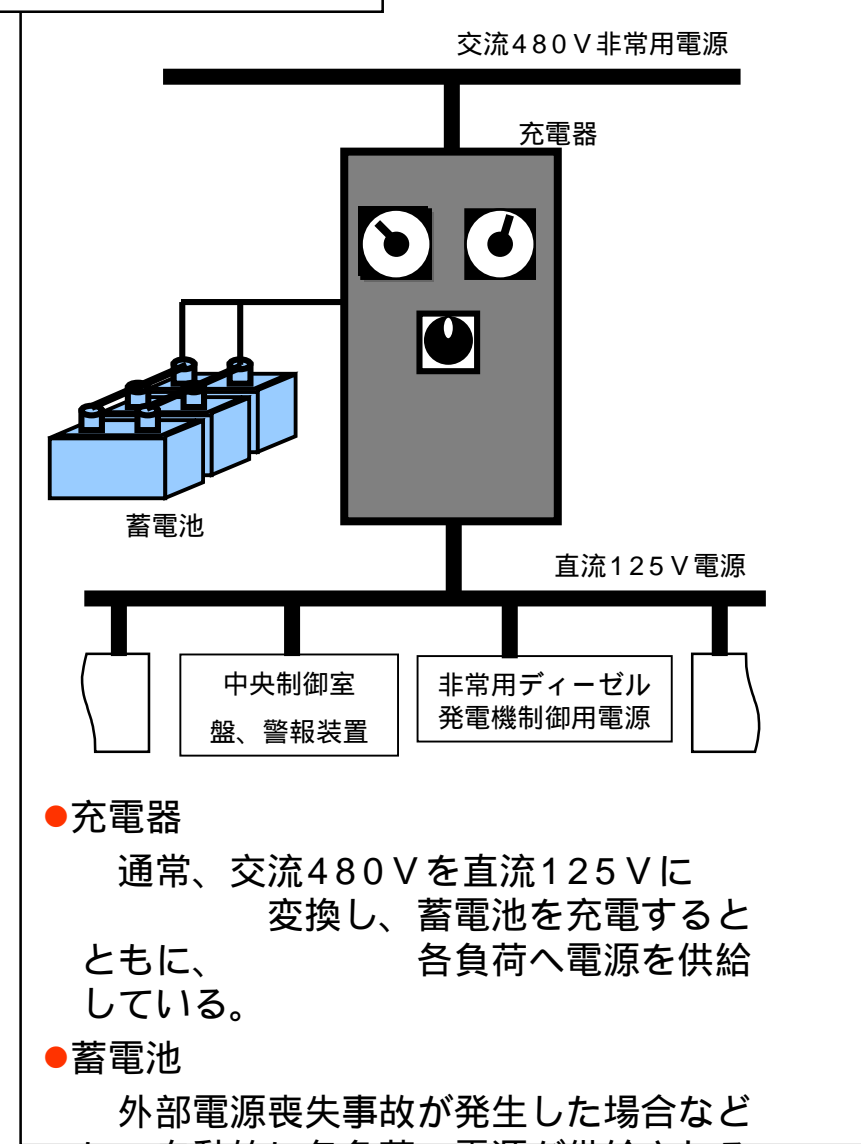 交流480V非常用電源
充電器
蓄電池
直流125V電源
中央制御室
盤、警報装置
非常用ディーゼル
発電機制御用電源
●充電器
通常、交流480Vを直流125Vに
変換し、蓄電池を充電すると
ともに、 各負荷へ電源を供給
している。
●蓄電池
外部電源喪失事故が発生した場合など